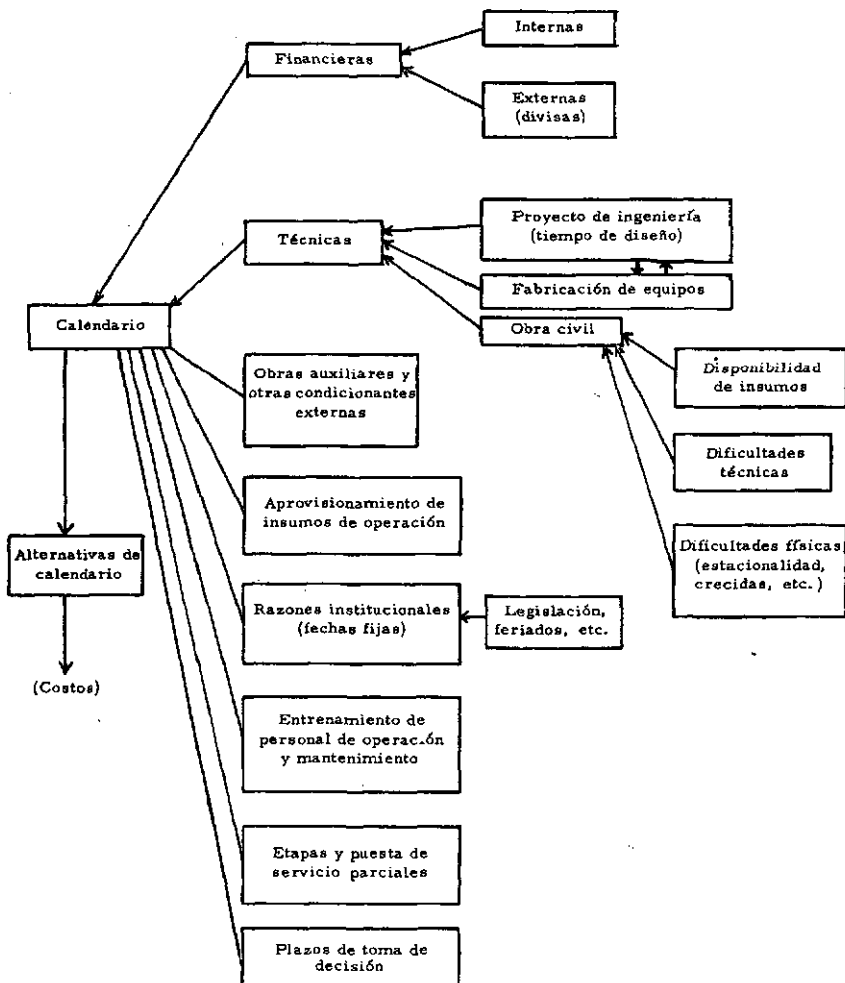 Internas
Financieras
Externas
(divisas)
Proyecto de ingeniería
(tiempo de diseño)
Técnicas
Fabricación de equipos
Calendario
Obra civil
Disponibilidad
de insumos
Obras auxiliares y
otras condicionantes
externas
Dificultades
técnicas
Aprovisionamiento de
insumos de operación
Alternativas de
calendario
Dificultades físicas
(estacionalidad,
crecidas, etc.)
Razones institucionales
(fechas fijas)
Legislación,
feriados, etc.
(Costos)
Entrenamiento de
personal de operación
y mantenimiento
Etapas y puesta de
servicio parciales
Plazos de toma de
decisión